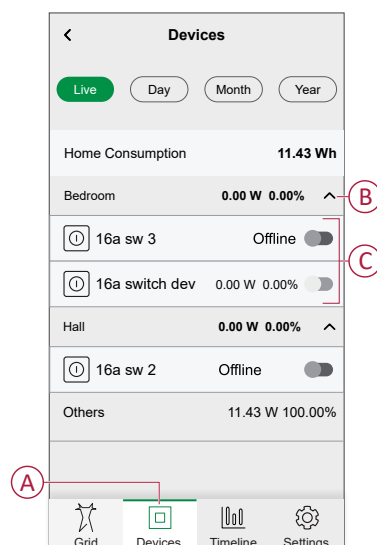 Devices
Live Day Month Year
Home Consumption 11.43 Wh
Bedroom 0.00 W 0.00%
B
16a sw 3 Offline
C
16a switch dev 0.00 W 0.00%
Hall 0.00 W 0.00%
16a sw 2 Offline
Others 11.43 W 100.00%
A
Grid Devices Timeline Settings